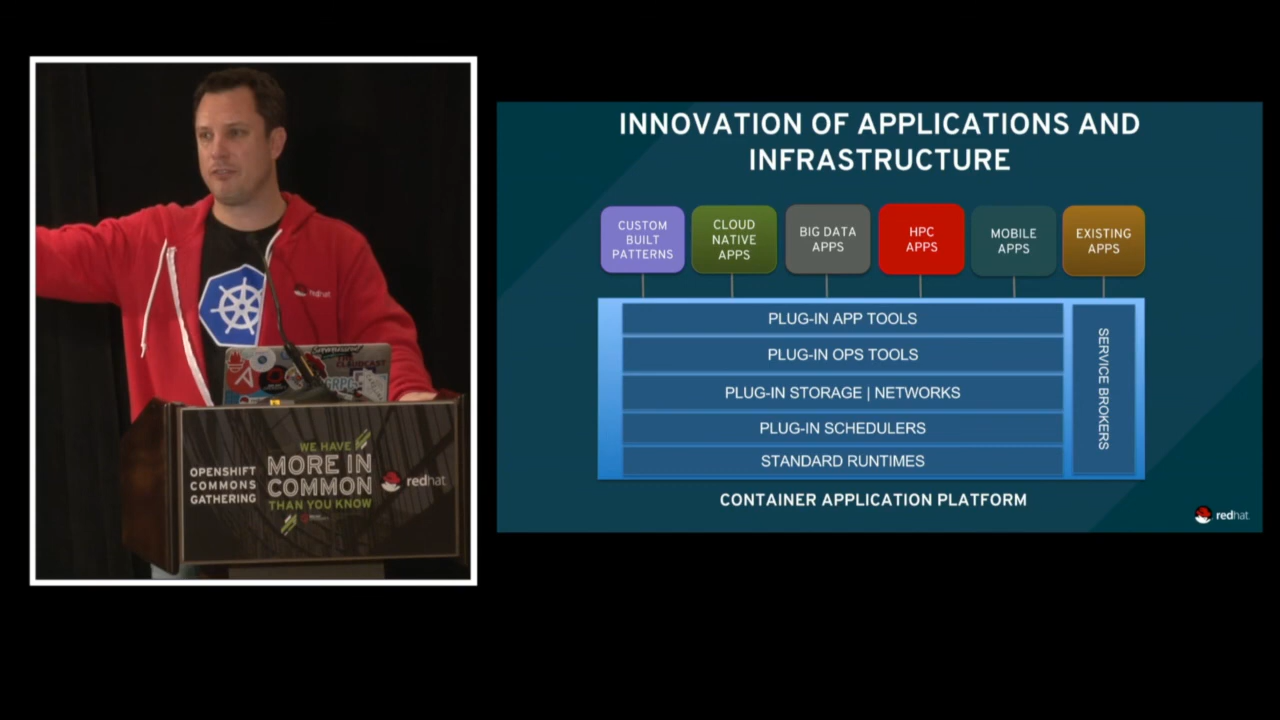 redhat
CLOUDCAST
GRPC
OPENSHIFT
COMMONS
GATHERING
WE HAVE
MORE IN
COMMON
THAN YOU KNOW
redhat
INNOVATION OF APPLICATIONS AND
INFRASTRUCTURE
CUSTOM
BUILT
PATTERNS
CLOUD
NATIVE
APPS
BIG DATA
APPS
HPC
APPS
MOBILE
APPS
EXISTING
APPS
PLUG-IN APP TOOLS
PLUG-IN OPS TOOLS
PLUG-IN STORAGE | NETWORKS
PLUG-IN SCHEDULERS
STANDARD RUNTIMES
SERVICE BROKERS
CONTAINER APPLICATION PLATFORM
redhat